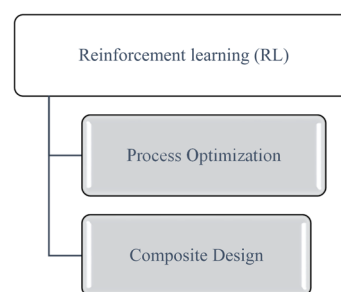 Reinforcement learning (RL)
Process Optimization
Composite Design